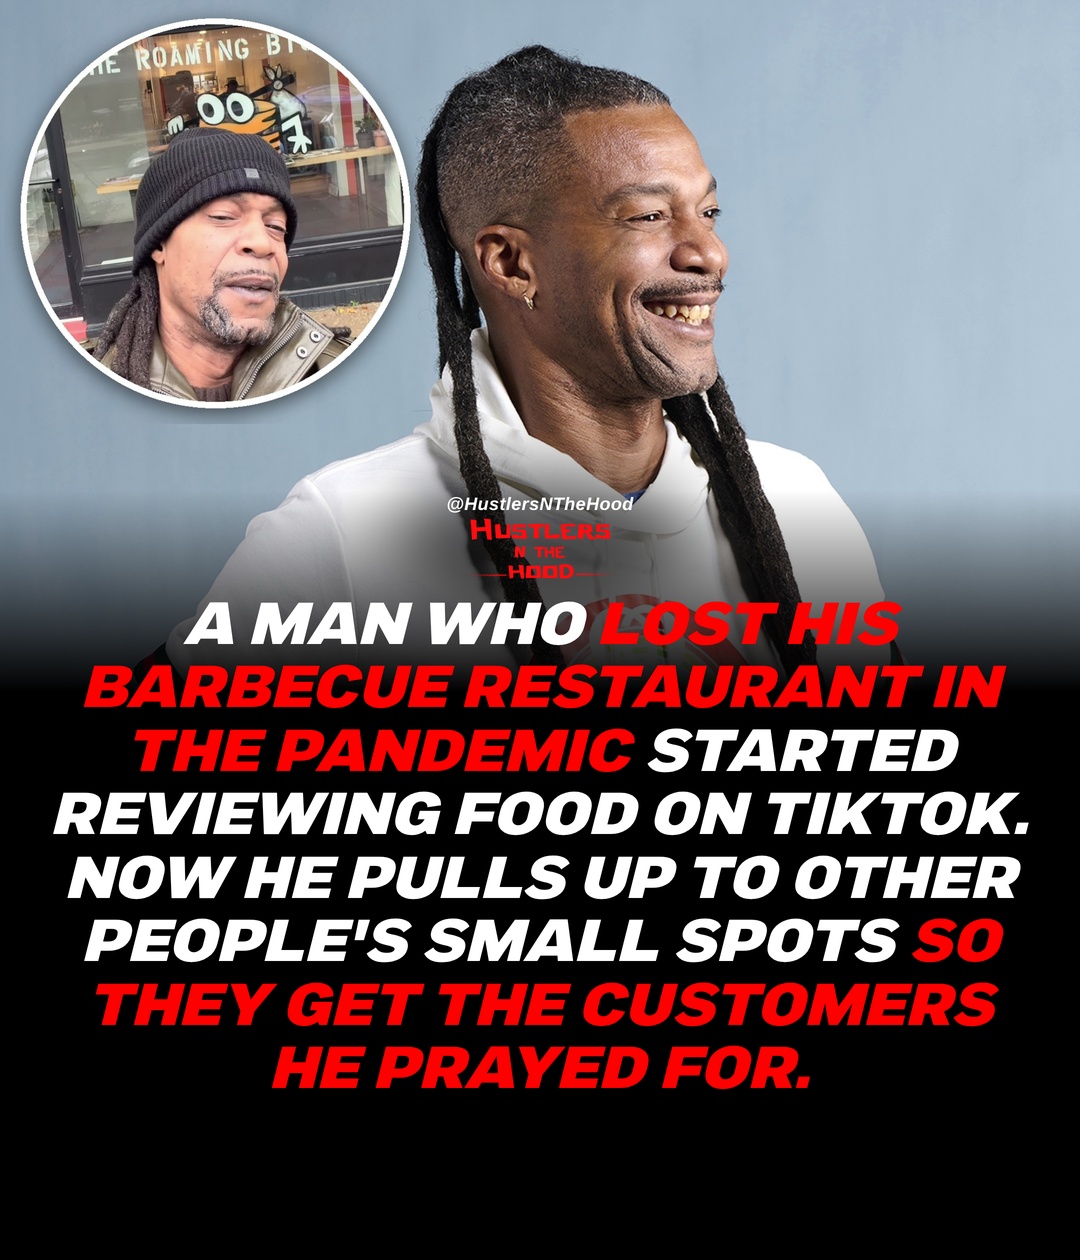 ROAMING
@HustlersNTheHood
HUSTLERS
N THE
HOOD
A MAN WHO LOST HIS
BARBECUE RESTAURANT IN
THE PANDEMIC STARTED
REVIEWING FOOD ON TIKTOK.
NOW HE PULLS UP TO OTHER
PEOPLE'S SMALL SPOTS SO
THEY GET THE CUSTOMERS
HE PRAYED FOR.